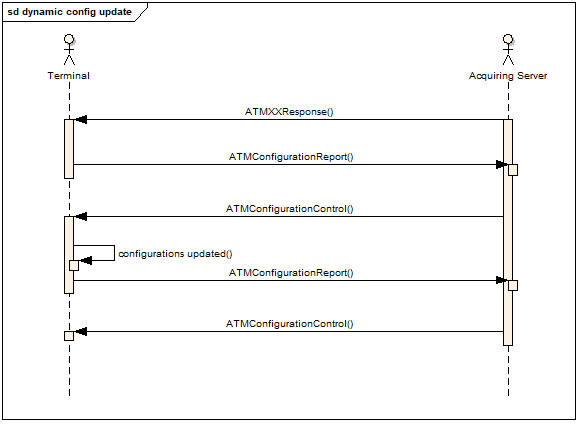 sd dynamic config update
Terminal
Acquiring Server
ATMXXResponse()
ATMConfigurationReport()
ATMConfigurationControl()
configurations updated()
ATMConfigurationReport()
ATMConfigurationControl()